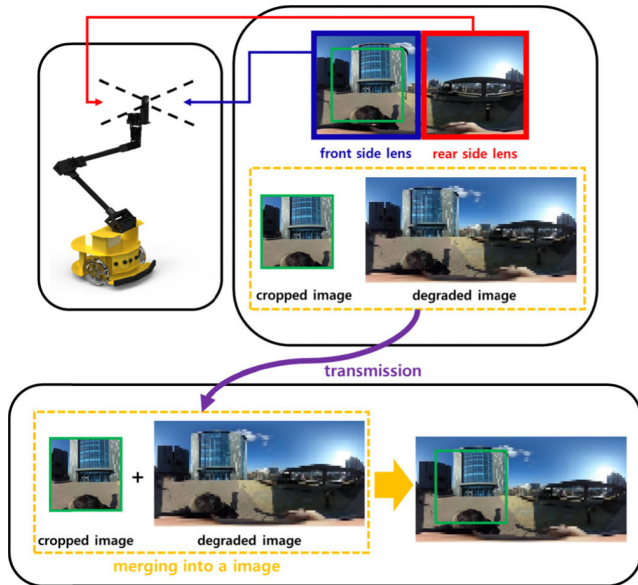 front side lens
rear side lens
cropped image
degraded image
transmission
+
cropped image
degraded image
merging into a image